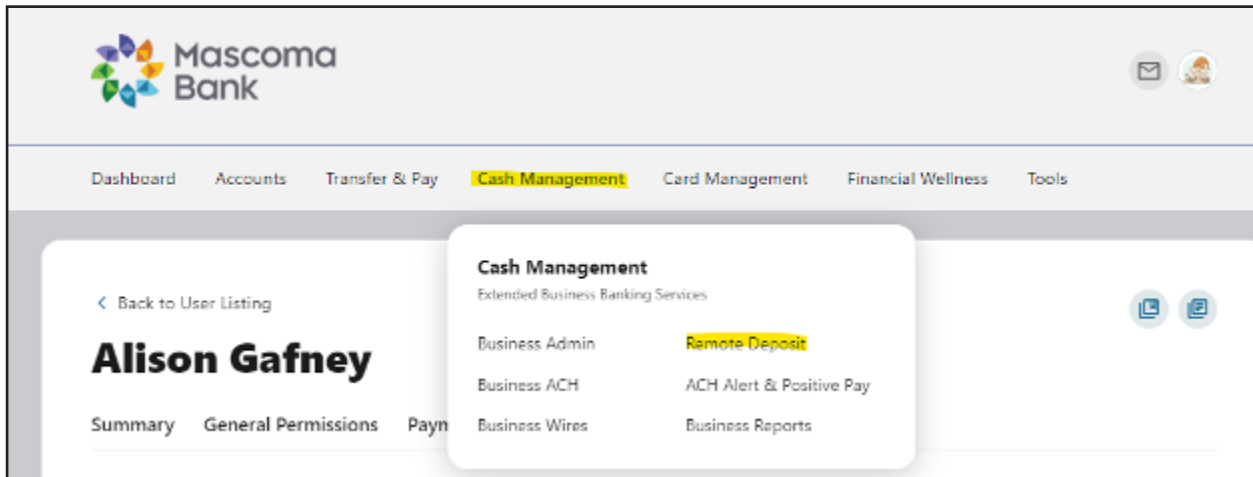 Mascoma
Bank
Dashboard Accounts Transfer & Pay Cash Management Card Management Financial Wellness Tools
Cash Management
Extended Business Banking Services
Back to User Listing
Business Admin Remote Deposit
Alison Gafney
Business ACH ACH Alert & Positive Pay
Summary General Permissions Business Wires Business Reports